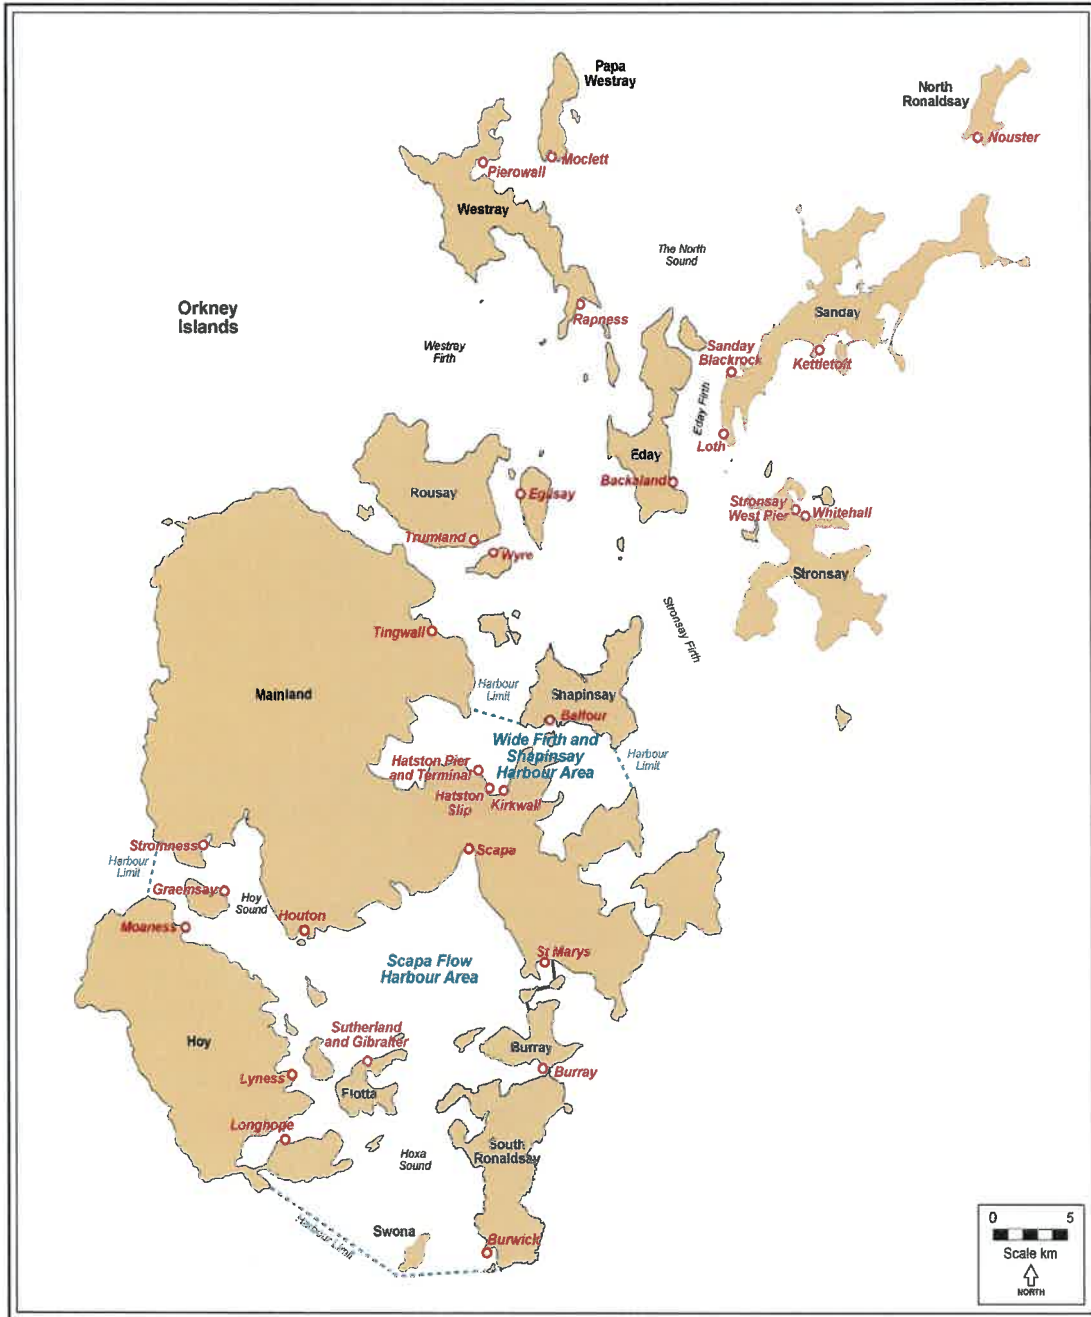 Papa
Westray
North
Ronaldsay
Nouster
Moclett
Pierowall
Westray
The North
Sound
Orkney
Islands
Sanday
Rapness
Westray
Firth
Sanday
Blackrock
Kettletoft
Eday Firth
Loth
Eday
Backaland
Rousay
Egilsay
Stronsay
West Pier
Whitehall
Trumland
Wyre
Stronsay
Stronsay Firth
Tingwall
Mainland
Harbour
Limit
Shapinsay
Balfour
Wide Firth and
Shapinsay
Harbour Area
Harbour
Limit
Hatston Pier
and Terminal
Hatston
Slip
Kirkwall
Stromness
Scapa
Harbour
Limit
Graemsay
Hoy
Sound
Houton
Moaness
St Marys
Scapa Flow
Harbour Area
Sutherland
and Gibralter
Hoy
Burray
Burray
Lyness
Flotta
Longhope
South
Ronaldsay
Hoxa
Sound
Swona
Harbour Limit
Burwick
0 5
Scale km
NORTH